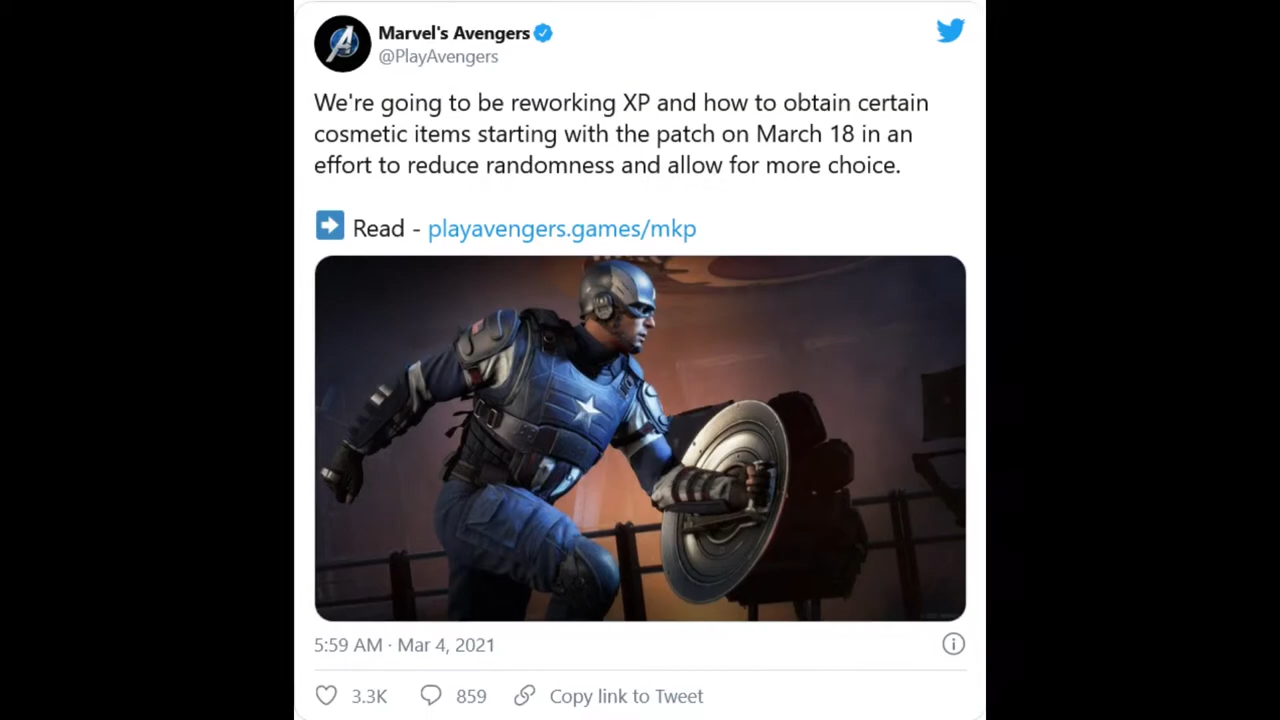 Marvel's Avengers
@PlayAvengers
We're going to be reworking XP and how to obtain certain
cosmetic items starting with the patch on March 18 in an
effort to reduce randomness and allow for more choice.
➡️ Read - playavengers.games/mkp
5:59 AM · Mar 4, 2021
3.3K 859 Copy link to Tweet